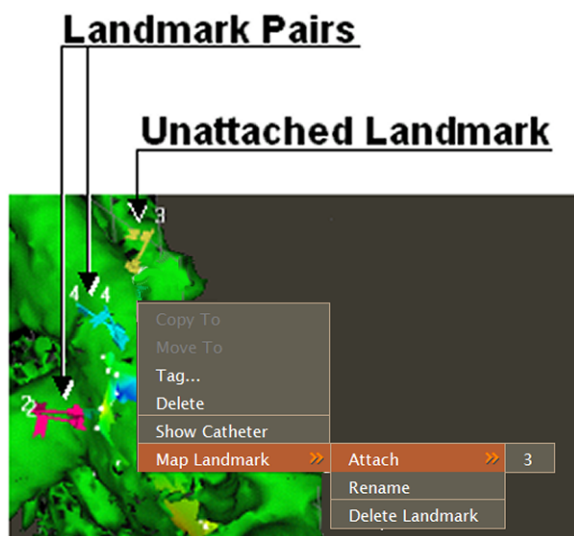 Landmark Pairs
Unattached Landmark
3
4 4
Copy To
Move To
Tag...
Delete
22
Show Catheter
Map Landmark » Attach » 3
Rename
Delete Landmark